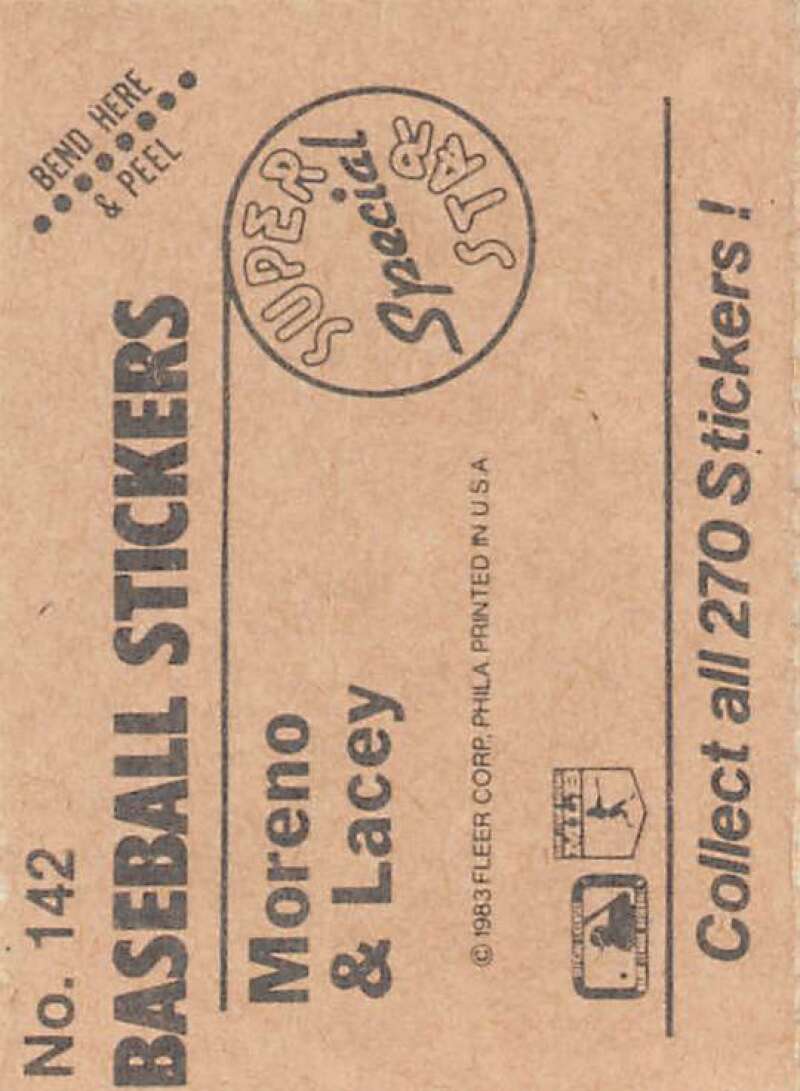 No. 142
BEND HERE
& PEEL
BASEBALL STICKERS
SUPER
Special
STAR
Moreno
& Lacey
© 1983 FLEER CORP. PHILA. PRINTED IN U S A
Collect all 270 Stickers !